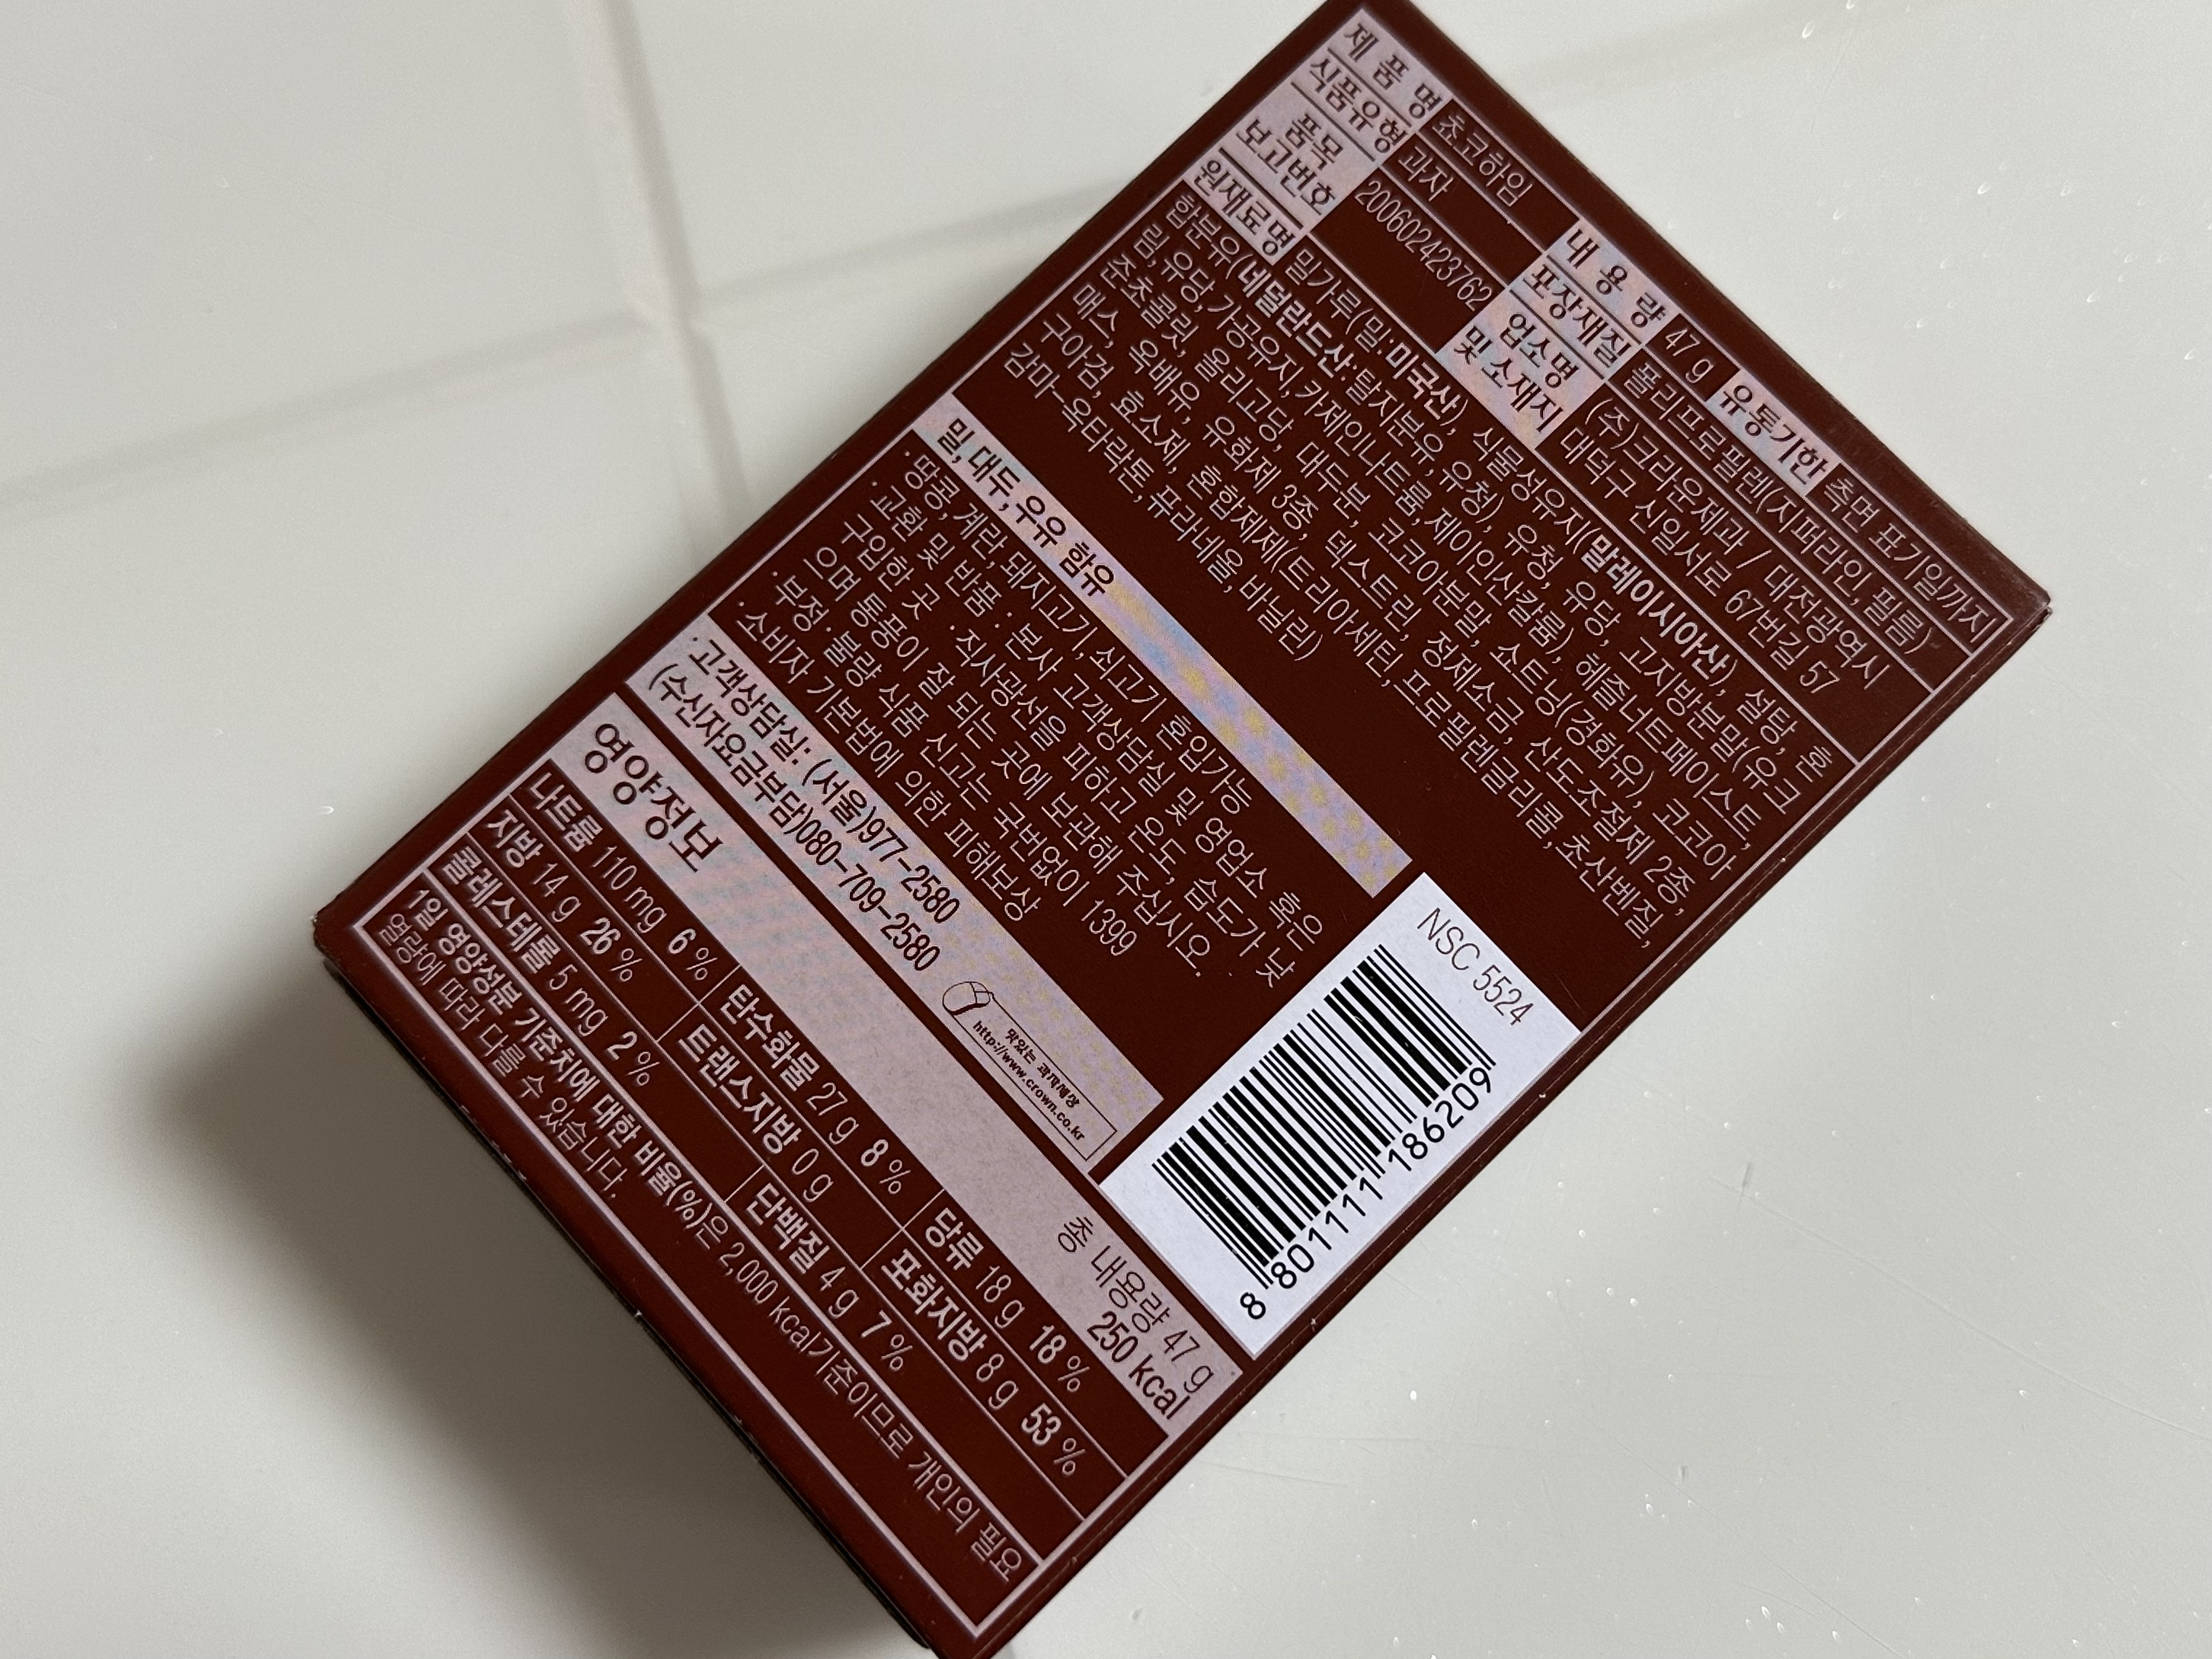 제 품 명 초코하임 내 용 량 47 g 유통기한 측면 표기일까지
식품유형 과자 포장재질 폴리프로필렌(지퍼라인, 필름)
품목 보고번호 200602423762 업소명 및 소재지 (주)크라운제과 / 대전광역시
대덕구 신일서로 67번길 57
원재료명 밀가루(밀:미국산), 식물성유지(말레이시아산), 설탕, 혼
합분유(네덜란드산:탈지분유, 유청), 유청, 유당, 고지방분말(유크
림, 유당, 가공유지, 카제인나트륨, 제이인산칼륨), 헤즐너트페이스트,
준초콜릿, 올리고당, 대두분, 코코아분말, 쇼트닝(경화유), 코코아
매스, 옥배유, 유화제 3종, 덱스트린, 정제소금, 산도조절제 2종,
구아검, 효소제, 혼합제제(트리아세틴, 프로필렌글리콜, 초산벤질,
감마-옥타락톤, 퓨라네올, 바닐린)
밀, 대두, 우유 함유
· 땅콩, 계란, 돼지고기, 쇠고기 혼입가능
· 교환 및 반품 : 본사 고객상담실 및 영업소 혹은
구입한 곳 · 직사광선을 피하고 온도, 습도가 낮
으며 통풍이 잘 되는 곳에 보관해 주십시오.
· 부정·불량 식품 신고는 국번없이 1399
· 소비자 기본법에 의한 피해보상
· 고객상담실: (서울)977-2580
(수신자요금부담)080-709-2580
맛있는 과자세상
http://www.crown.co.kr
NSC 5524
8 801111 186209
영양정보 총 내용량 47 g
250 kcal
나트륨 110 mg 6 % 탄수화물 27 g 8 % 당류 18 g 18 %
지방 14 g 26 % 트랜스지방 0 g 포화지방 8 g 53 %
콜레스테롤 5 mg 2 % 단백질 4 g 7 %
1일 영양성분 기준치에 대한 비율(%)은 2,000 kcal기준이므로 개인의 필요
열량에 따라 다를 수 있습니다.